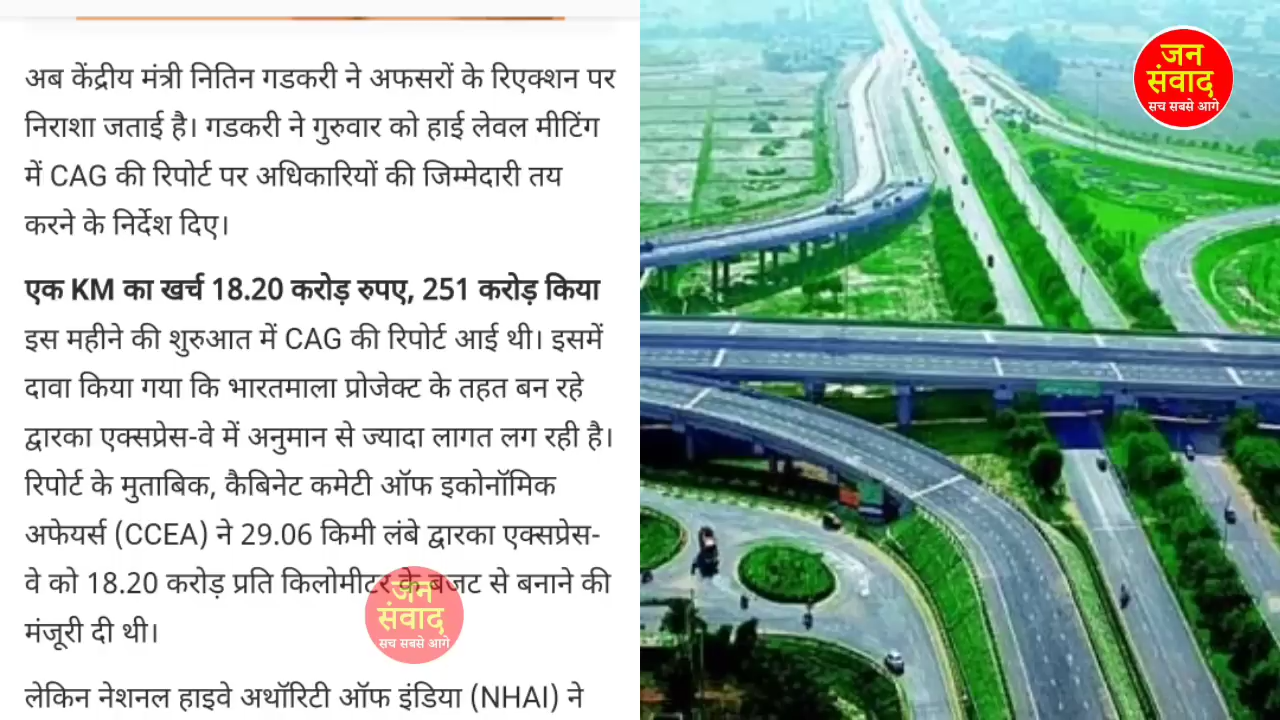 अब केंद्रीय मंत्री नितिन गडकरी ने अफसरों के रिएक्शन पर
निराशा जताई है। गडकरी ने गुरुवार को हाई लेवल मीटिंग
में CAG की रिपोर्ट पर अधिकारियों की जिम्मेदारी तय
करने के निर्देश दिए।
एक KM का खर्च 18.20 करोड़ रुपए, 251 करोड़ किया
इस महीने की शुरुआत में CAG की रिपोर्ट आई थी। इसमें
दावा किया गया कि भारतमाला प्रोजेक्ट के तहत बन रहे
द्वारका एक्सप्रेस-वे में अनुमान से ज्यादा लागत लग रही है।
रिपोर्ट के मुताबिक, कैबिनेट कमेटी ऑफ इकोनॉमिक
अफेयर्स (CCEA) ने 29.06 किमी लंबे द्वारका एक्सप्रेस-
वे को 18.20 करोड़ प्रति किलोमीटर के बजट से बनाने की
मंजूरी दी थी।
लेकिन नेशनल हाइवे अथॉरिटी ऑफ इंडिया (NHAI) ने
जन
संवाद
सच सबसे आगे
जन
संवाद
सच सबसे आगे